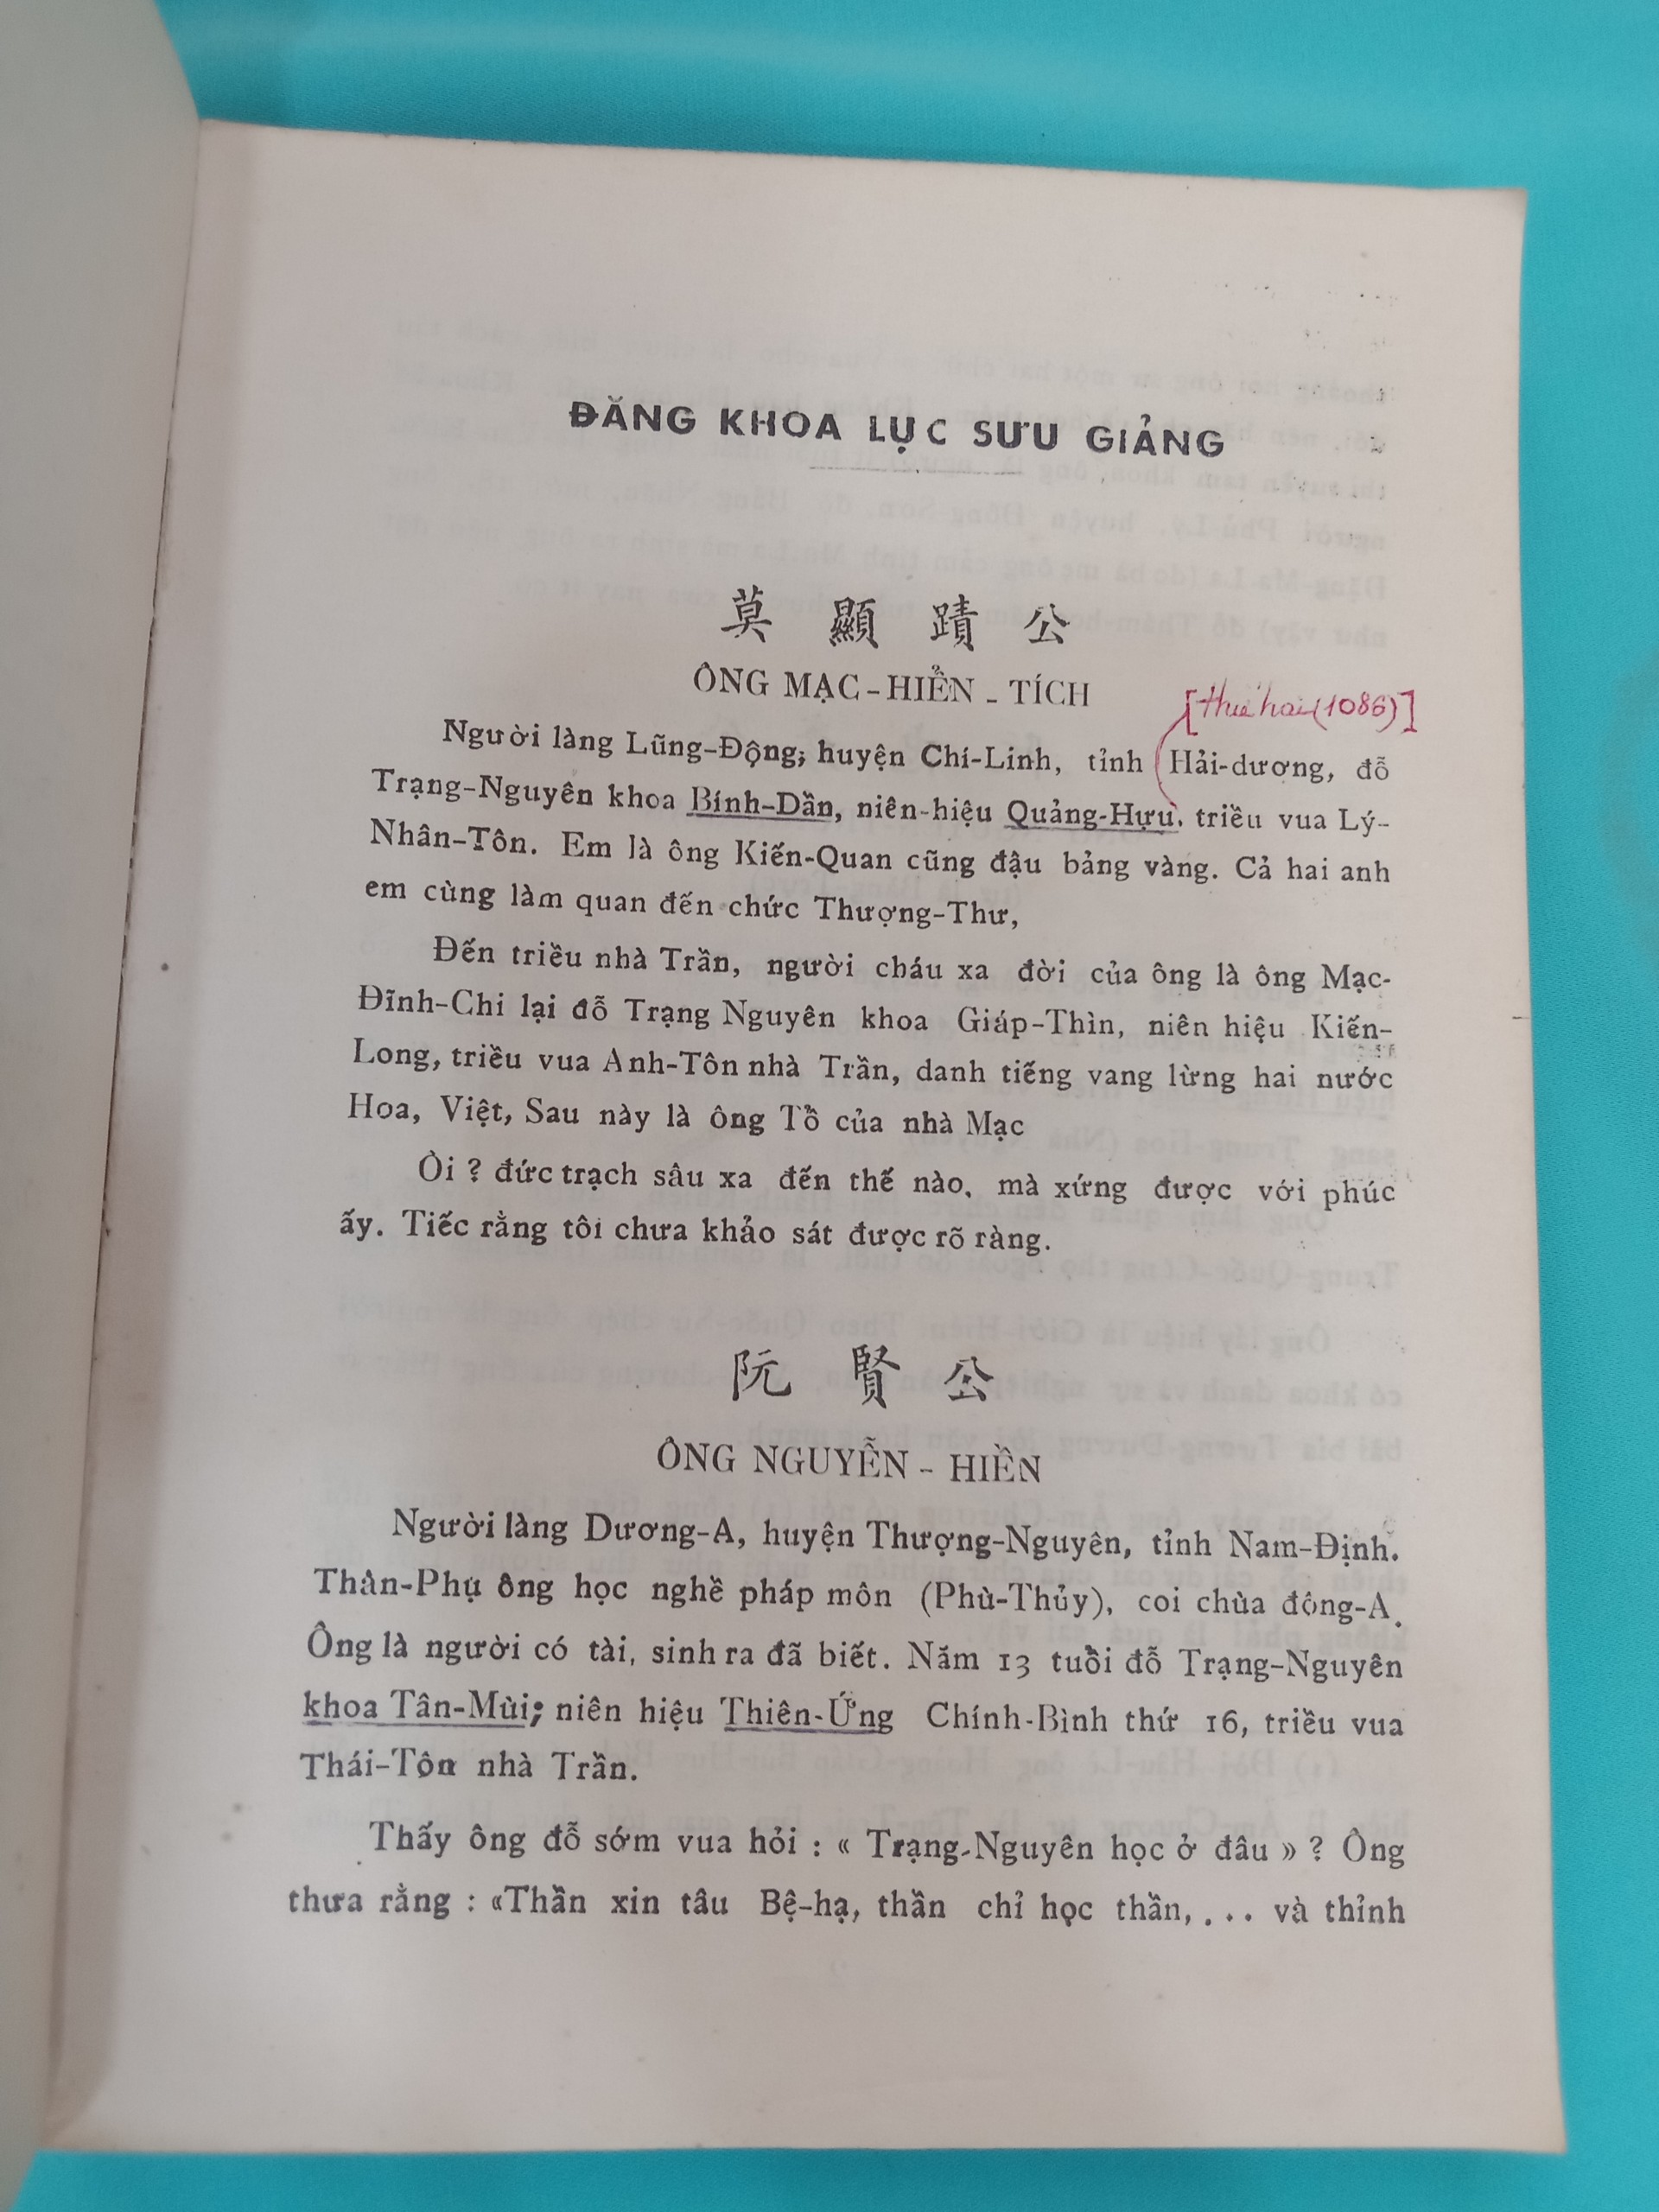 ĐĂNG KHOA LỤC SƯU GIẢNG
莫 顯 蹟 公
ÔNG MẠC-HIỂN - TÍCH
[thứ hai (1086)]
Người làng Lũng-Động; huyện Chí-Linh, tỉnh Hải-dương, đỗ
Trạng-Nguyên khoa Bính-Dần, niên-hiệu Quảng-Hựu. triều vua Lý-
Nhân-Tôn. Em là ông Kiến-Quan cũng đậu bảng vàng. Cả hai anh
em cùng làm quan đến chức Thượng-Thư,
Đến triều nhà Trần, người cháu xa đời của ông là ông Mạc-
Đĩnh-Chi lại đỗ Trạng Nguyên khoa Giáp-Thìn, niên hiệu Kiến-
Long, triều vua Anh-Tôn nhà Trần, danh tiếng vang lừng hai nước
Hoa, Việt, Sau này là ông Tổ của nhà Mạc
Òi ? đức trạch sâu xa đến thế nào, mà xứng được với phúc
ấy. Tiếc rằng tôi chưa khảo sát được rõ ràng.
阮 賢 公
ÔNG NGUYỄN - HIỀN
Người làng Dương-A, huyện Thượng-Nguyên, tỉnh Nam-Định.
Thân-Phụ ông học nghề pháp môn (Phù-Thủy), coi chùa đông-A.
Ông là người có tài, sinh ra đã biết. Năm 13 tuổi đỗ Trạng-Nguyên
khoa Tân-Mùi; niên hiệu Thiên-Ứng Chính-Bình thứ 16, triều vua
Thái-Tôn nhà Trần.
Thấy ông đỗ sớm vua hỏi : « Trạng-Nguyên học ở đâu » ? Ông
thưa rằng : «Thần xin tâu Bệ-hạ, thần chỉ học thần, . . . và thỉnh